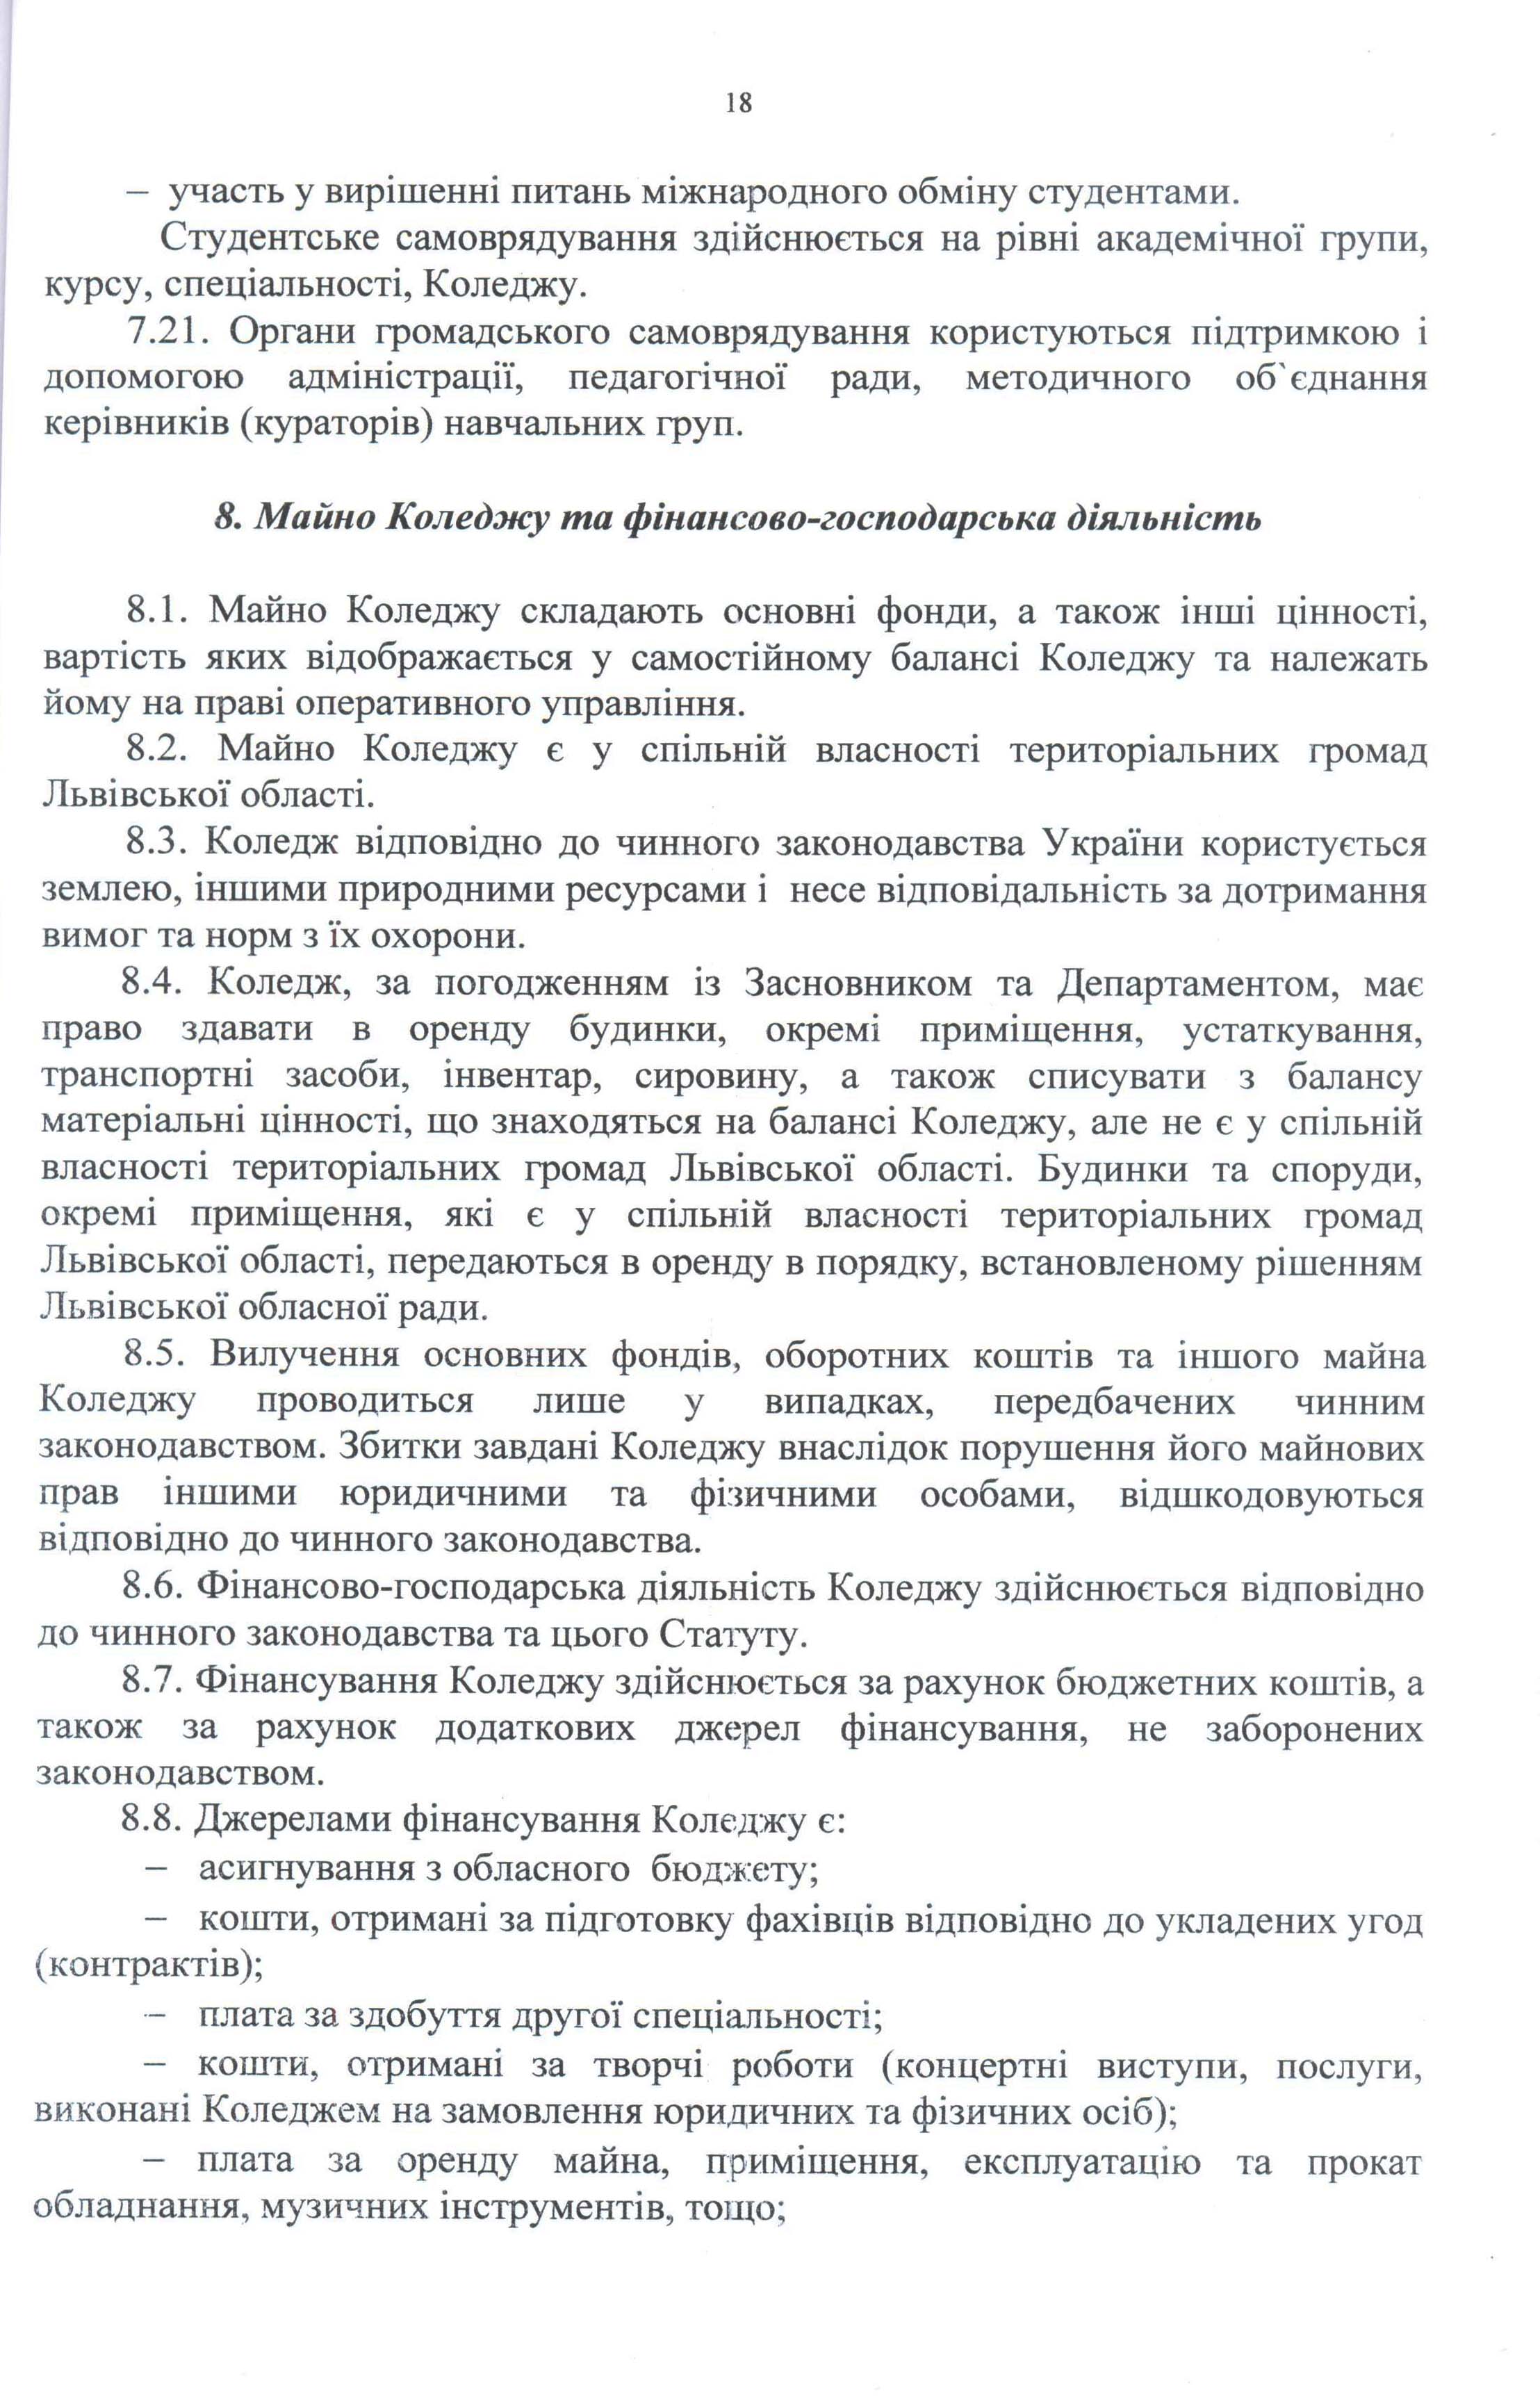 18
– участь у вирішенні питань міжнародного обміну студентами.
Студентське самоврядування здійснюється на рівні академічної групи,
курсу, спеціальності, Коледжу.
7.21. Органи громадського самоврядування користуються підтримкою і
допомогою адміністрації, педагогічної ради, методичного об`єднання
керівників (кураторів) навчальних груп.
8. Майно Коледжу та фінансово-господарська діяльність
8.1. Майно Коледжу складають основні фонди, а також інші цінності,
вартість яких відображається у самостійному балансі Коледжу та належать
йому на праві оперативного управління.
8.2. Майно Коледжу є у спільній власності територіальних громад
Львівської області.
8.3. Коледж відповідно до чинного законодавства України користується
землею, іншими природними ресурсами і несе відповідальність за дотримання
вимог та норм з їх охорони.
8.4. Коледж, за погодженням із Засновником та Департаментом, має
право здавати в оренду будинки, окремі приміщення, устаткування,
транспортні засоби, інвентар, сировину, а також списувати з балансу
матеріальні цінності, що знаходяться на балансі Коледжу, але не є у спільній
власності територіальних громад Львівської області. Будинки та споруди,
окремі приміщення, які є у спільній власності територіальних громад
Львівської області, передаються в оренду в порядку, встановленому рішенням
Львівської обласної ради.
8.5. Вилучення основних фондів, оборотних коштів та іншого майна
Коледжу проводиться лише у випадках, передбачених чинним
законодавством. Збитки завдані Коледжу внаслідок порушення його майнових
прав іншими юридичними та фізичними особами, відшкодовуються
відповідно до чинного законодавства.
8.6. Фінансово-господарська діяльність Коледжу здійснюється відповідно
до чинного законодавства та цього Статуту.
8.7. Фінансування Коледжу здійснюється за рахунок бюджетних коштів, а
також за рахунок додаткових джерел фінансування, не заборонених
законодавством.
8.8. Джерелами фінансування Коледжу є:
– асигнування з обласного бюджету;
– кошти, отримані за підготовку фахівців відповідно до укладених угод
(контрактів);
– плата за здобуття другої спеціальності;
– кошти, отримані за творчі роботи (концертні виступи, послуги,
виконані Коледжем на замовлення юридичних та фізичних осіб);
– плата за оренду майна, приміщення, експлуатацію та прокат
обладнання, музичних інструментів, тощо;